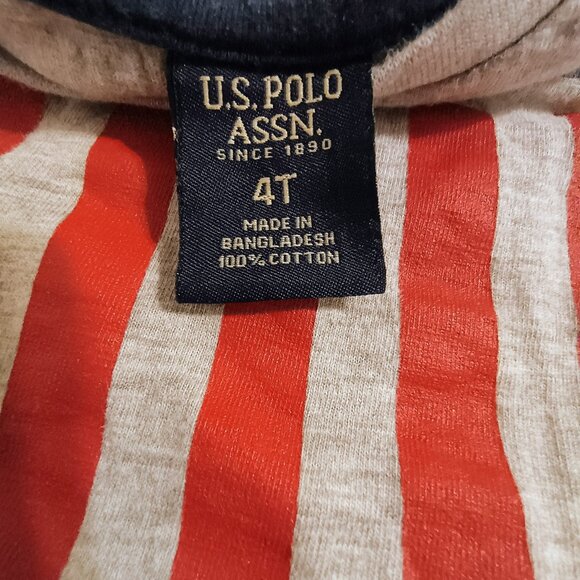 U.S. POLO
ASSN.
SINCE 1890
4T
MADE IN
BANGLADESH
100% COTTON